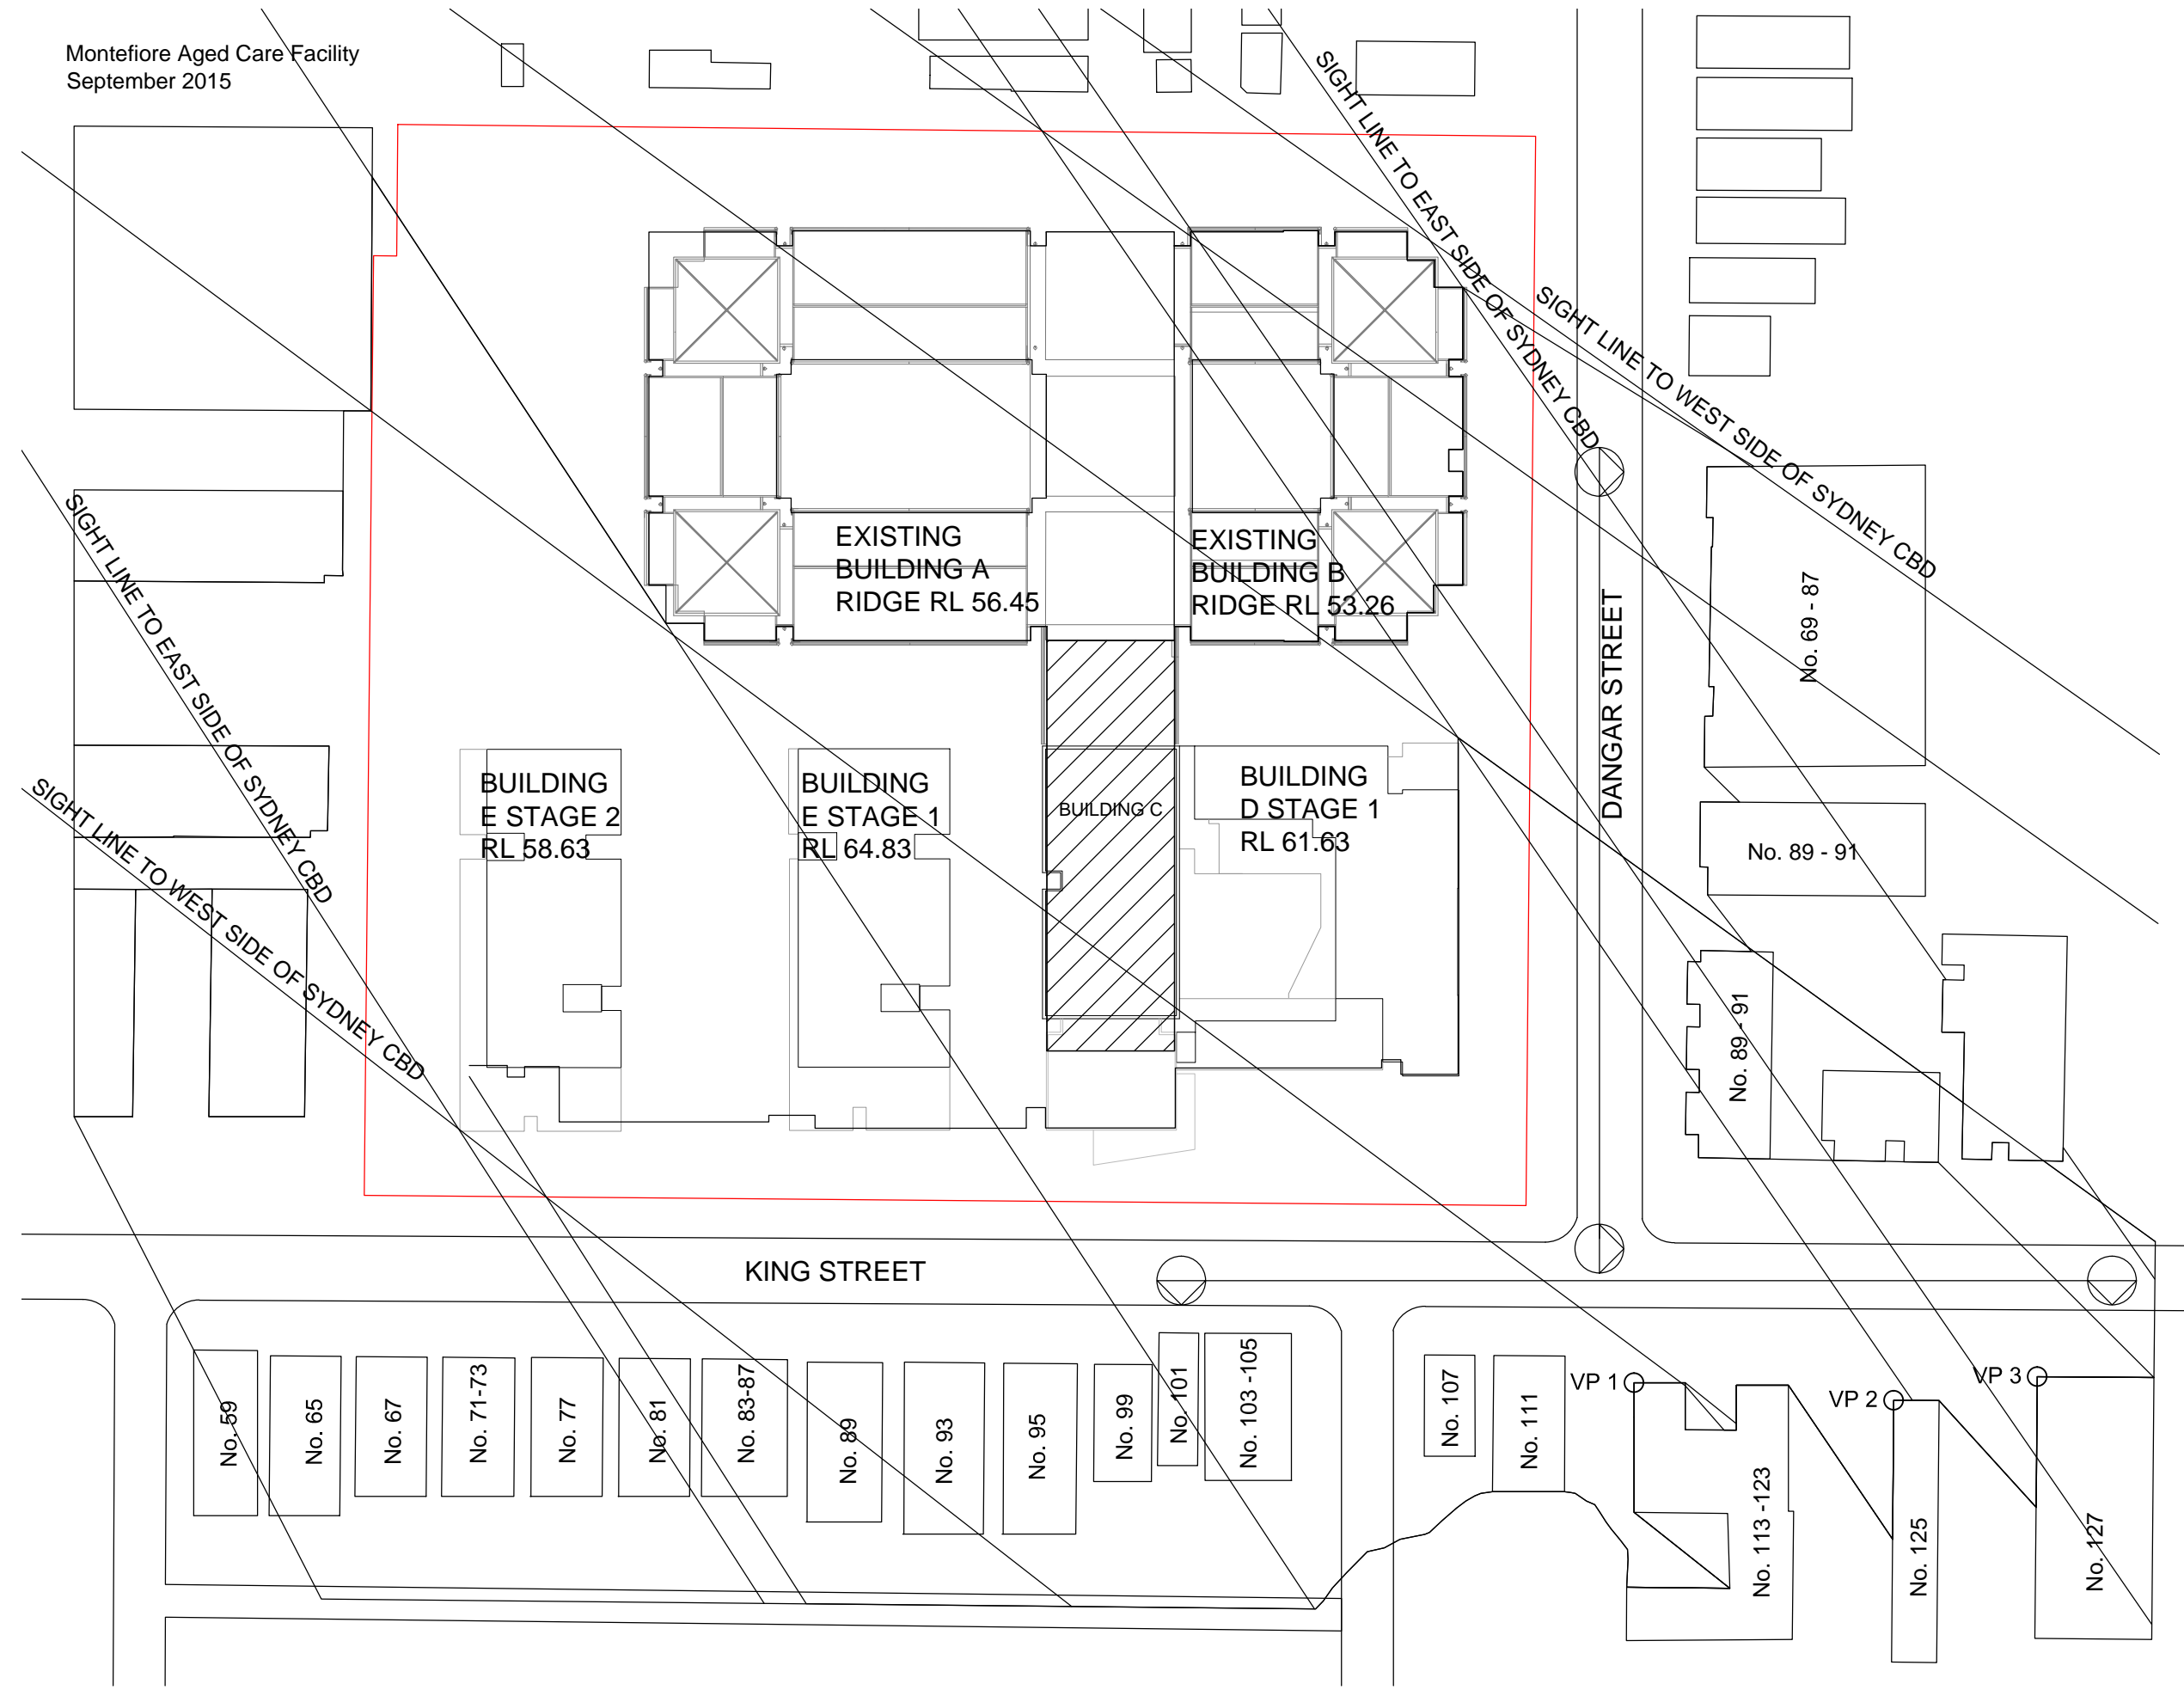 Montefiore Aged Care Facility
September 2015
SIGHT LINE TO EAST SIDE OF SYDNEY CBD
SIGHT LINE TO WEST SIDE OF SYDNEY CBD
SIGHT LINE TO EAST SIDE OF SYDNEY CBD
SIGHT LINE TO WEST SIDE OF SYDNEY CBD
EXISTING
BUILDING A
RIDGE RL 56.45
EXISTING
BUILDING B
RIDGE RL 53.26
BUILDING
E STAGE 2
RL 58.63
BUILDING
E STAGE 1
RL 64.83
BUILDING C
BUILDING
D STAGE 1
RL 61.63
DANGAR STREET
No. 69 - 87
No. 89 - 91
No. 89 - 91
KING STREET
No. 59
No. 65
No. 67
No. 71-73
No. 77
No. 81
No. 83-87
No. 89
No. 93
No. 95
No. 99
No. 101
No. 103 -105
No. 107
No. 111
VP 1
No. 113 -123
VP 2
No. 125
VP 3
No. 127